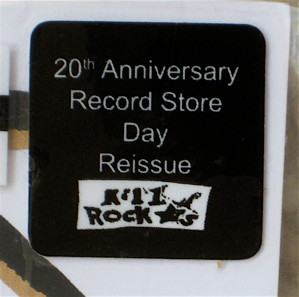 20th Anniversary
Record Store
Day
Reissue
Kill
Rock